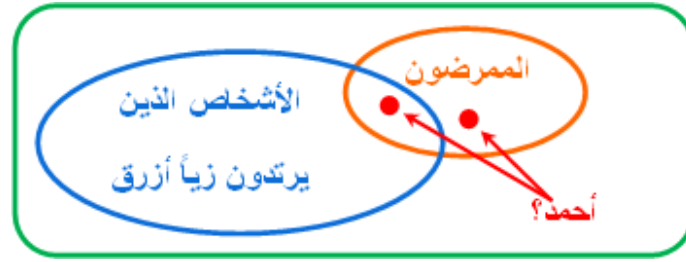 الممرضون
الأشخاص الذين
يرتدون زياً أزرق
أحمد؟